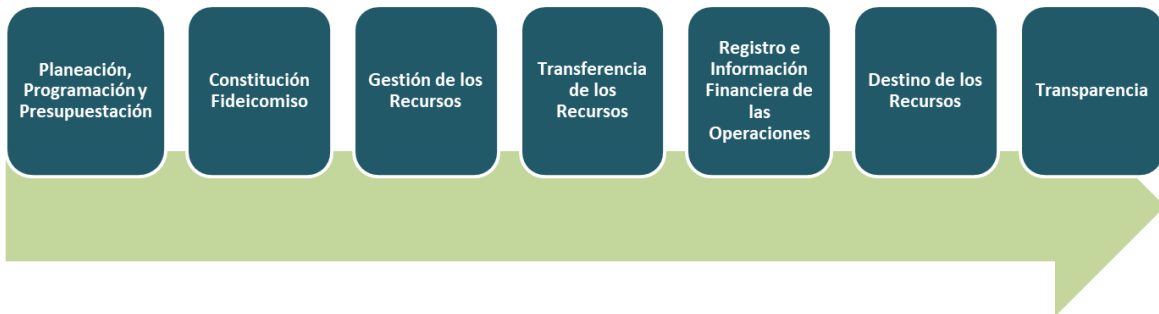 Planeación,
Programación y
Presupuestación
Constitución
Fideicomiso
Gestión de los
Recursos
Transferencia
de los
Recursos
Registro e
Información
Financiera de
las
Operaciones
Destino de los
Recursos
Transparencia